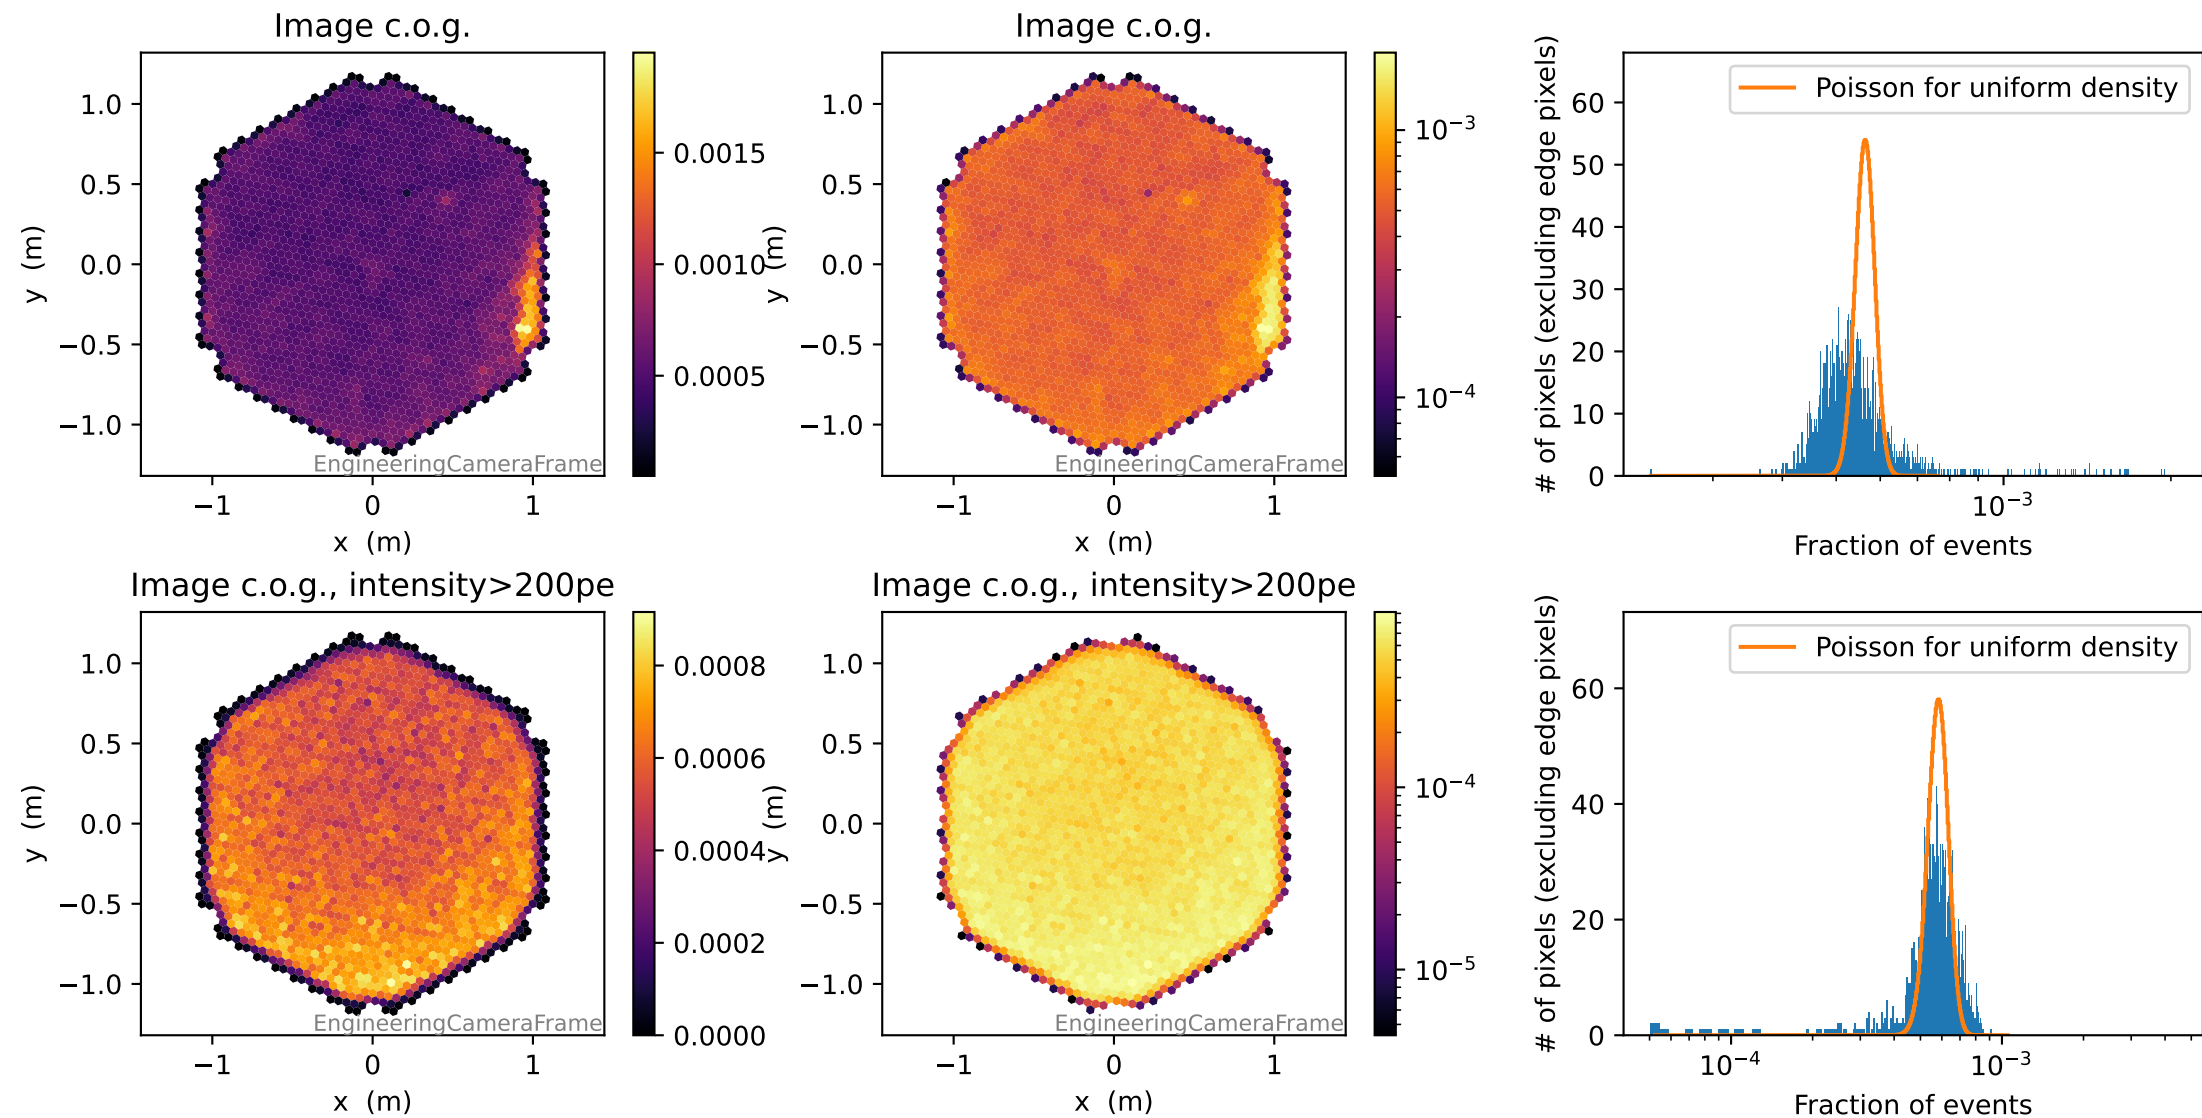 Image c.o.g.
1.0
0.5
0.0
−0.5
−1.0
y (m)
−1
0
1
x (m)
EngineeringCameraFrame
0.0015
0.0010
0.0005
Image c.o.g.
1.0
0.5
0.0
−0.5
−1.0
y (m)
−1
0
1
x (m)
EngineeringCameraFrame
10⁻³
10⁻⁴
# of pixels (excluding edge pixels)
60
50
40
30
20
10
0
Poisson for uniform density
10⁻³
Fraction of events
Image c.o.g., intensity>200pe
1.0
0.5
0.0
−0.5
−1.0
y (m)
−1
0
1
x (m)
EngineeringCameraFrame
0.0008
0.0006
0.0004
0.0002
0.0000
Image c.o.g., intensity>200pe
1.0
0.5
0.0
−0.5
−1.0
y (m)
−1
0
1
x (m)
EngineeringCameraFrame
10⁻⁴
10⁻⁵
# of pixels (excluding edge pixels)
60
40
20
0
Poisson for uniform density
10⁻⁴
10⁻³
Fraction of events